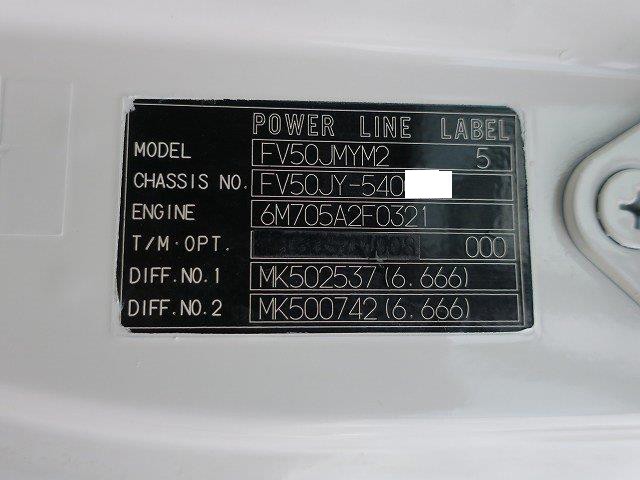 POWER LINE LABEL
MODEL FV50JMYM2 5
CHASSIS NO. FV50JY-540
ENGINE 6M705A2F0321
T/M·OPT. 000
DIFF.NO.1 MK502537(6.666)
DIFF.NO.2 MK500742(6.666)